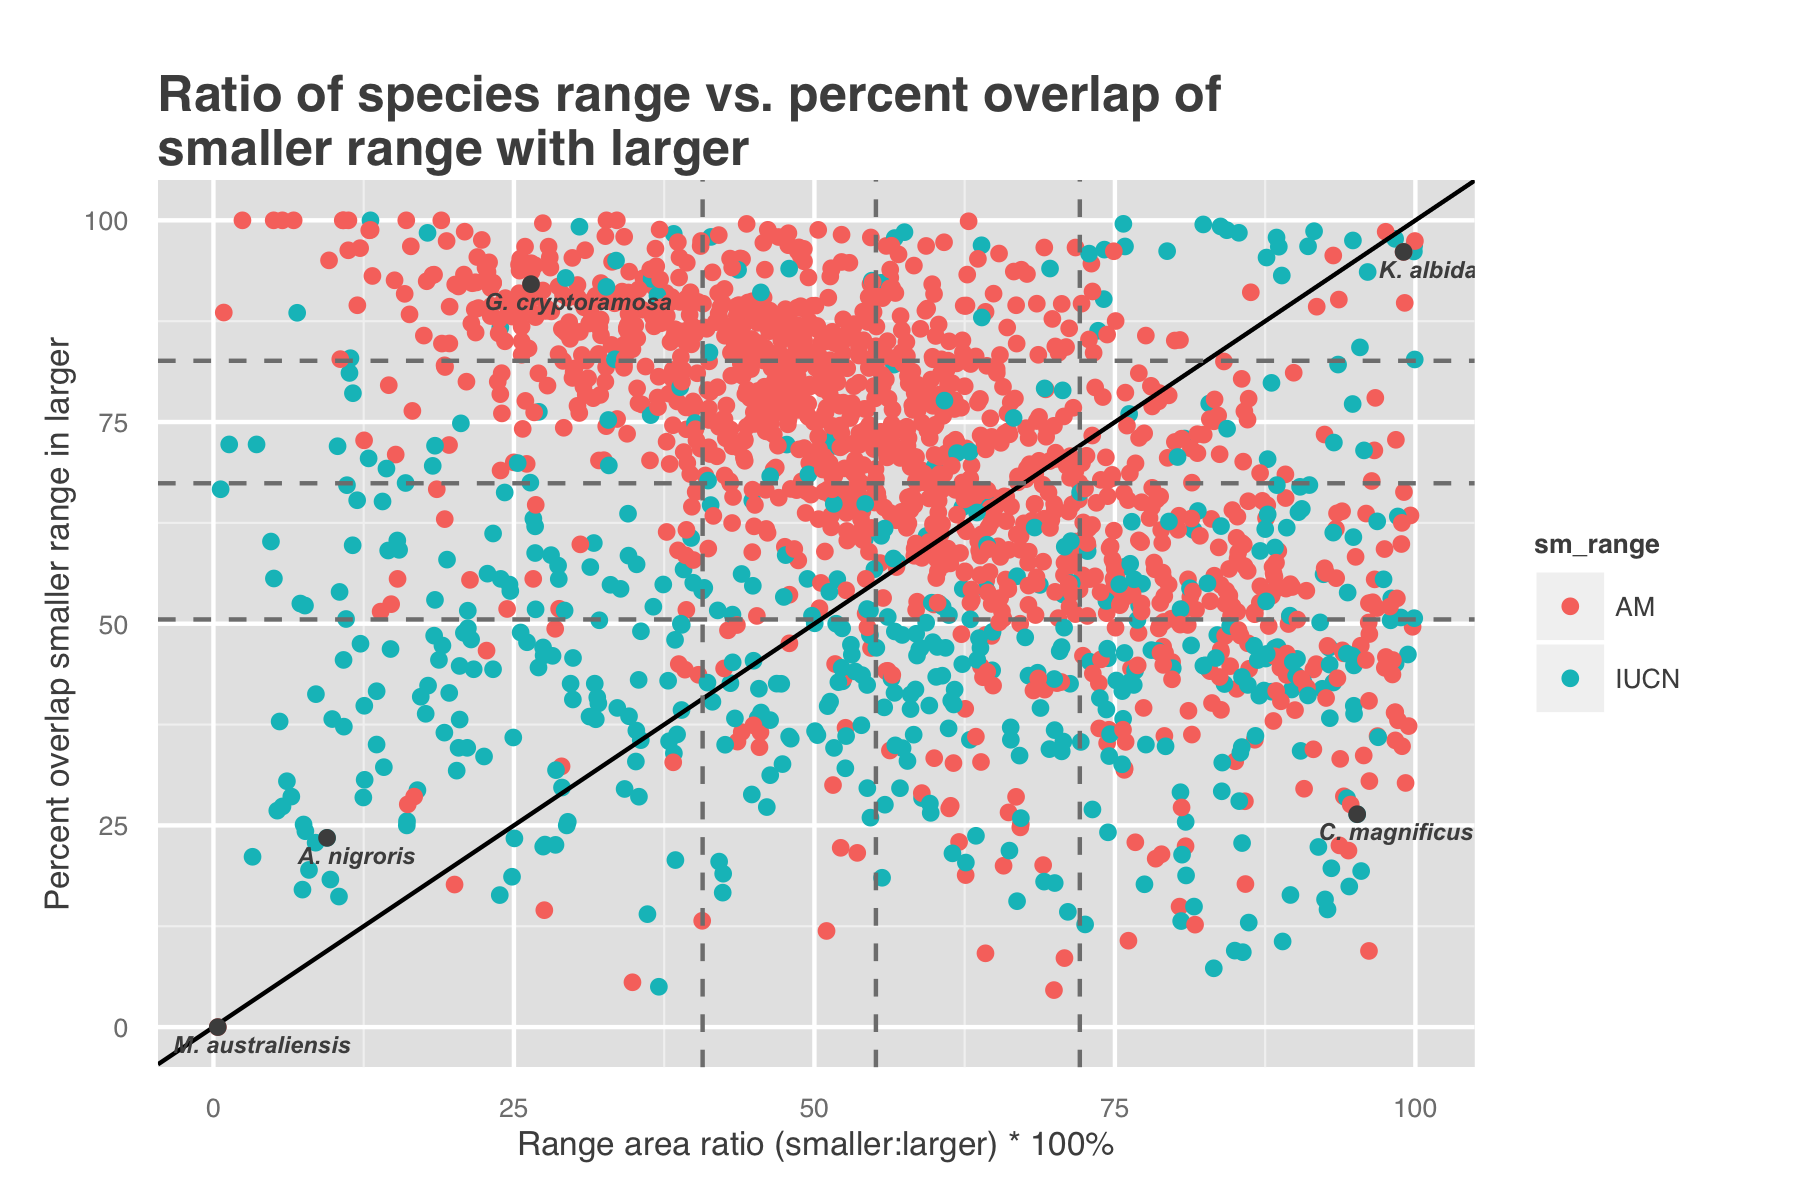 Ratio of species range vs. percent overlap of
smaller range with larger
Percent overlap smaller range in larger
100
75
50
25
0
K. albida
G. cryptoramosa
C. magnificus
A. nigroris
M. australiensis
0 25 50 75 100
Range area ratio (smaller:larger) * 100%
sm_range
AM
IUCN